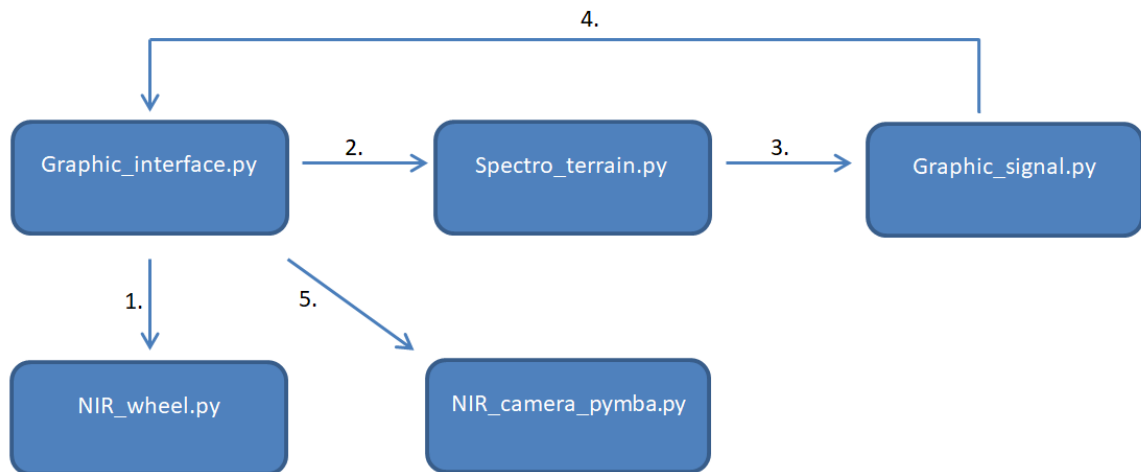 4.
Graphic_interface.py
2.
Spectro_terrain.py
3.
Graphic_signal.py
1.
5.
NIR_wheel.py
NIR_camera_pymba.py